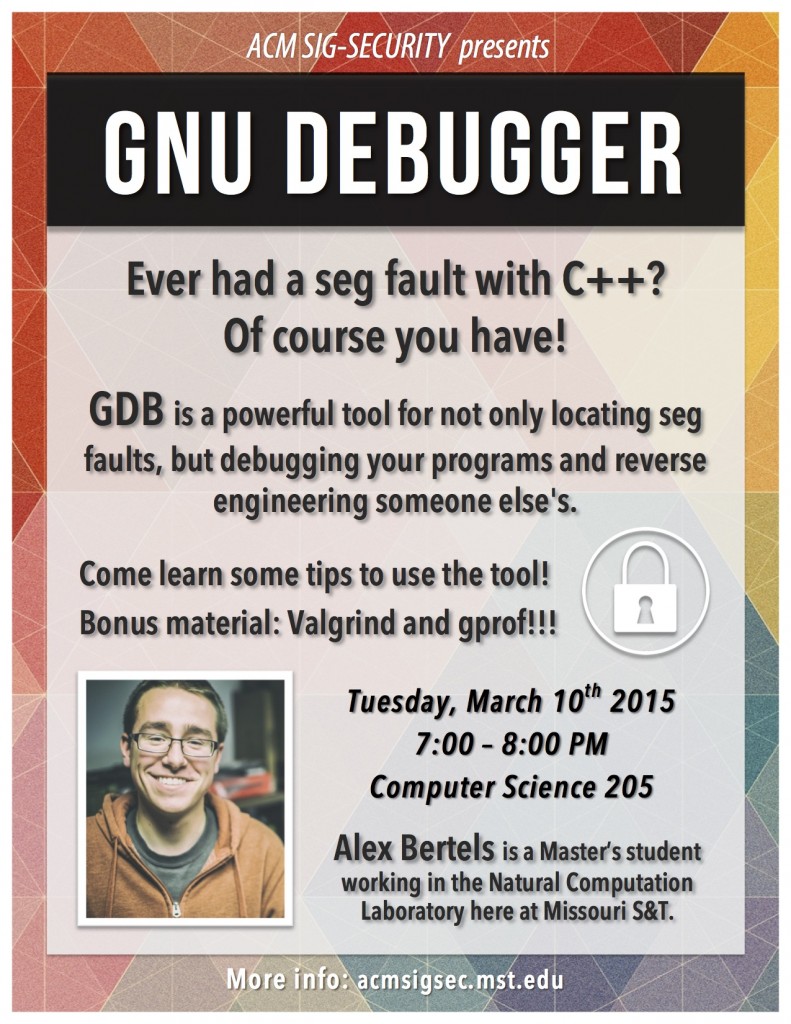 ACM SIG-SECURITY presents
GNU DEBUGGER
Ever had a seg fault with C++?
Of course you have!
GDB is a powerful tool for not only locating seg
faults, but debugging your programs and reverse
engineering someone else's.
Come learn some tips to use the tool!
Bonus material: Valgrind and gprof!!!
Tuesday, March 10th 2015
7:00 – 8:00 PM
Computer Science 205
Alex Bertels is a Master’s student
working in the Natural Computation
Laboratory here at Missouri S&T.
More info: acmsigsec.mst.edu